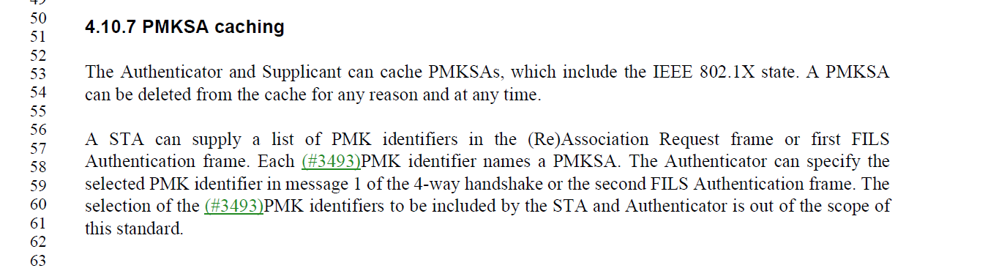 50
4.10.7 PMKSA caching
51
52
53 The Authenticator and Supplicant can cache PMKSAs, which include the IEEE 802.1X state. A PMKSA
54 can be deleted from the cache for any reason and at any time.
55
56
57 A STA can supply a list of PMK identifiers in the (Re)Association Request frame or first FILS
58 Authentication frame. Each (#3493)PMK identifier names a PMKSA. The Authenticator can specify the
59 selected PMK identifier in message 1 of the 4-way handshake or the second FILS Authentication frame. The
60 selection of the (#3493)PMK identifiers to be included by the STA and Authenticator is out of the scope of
61 this standard.
62
63